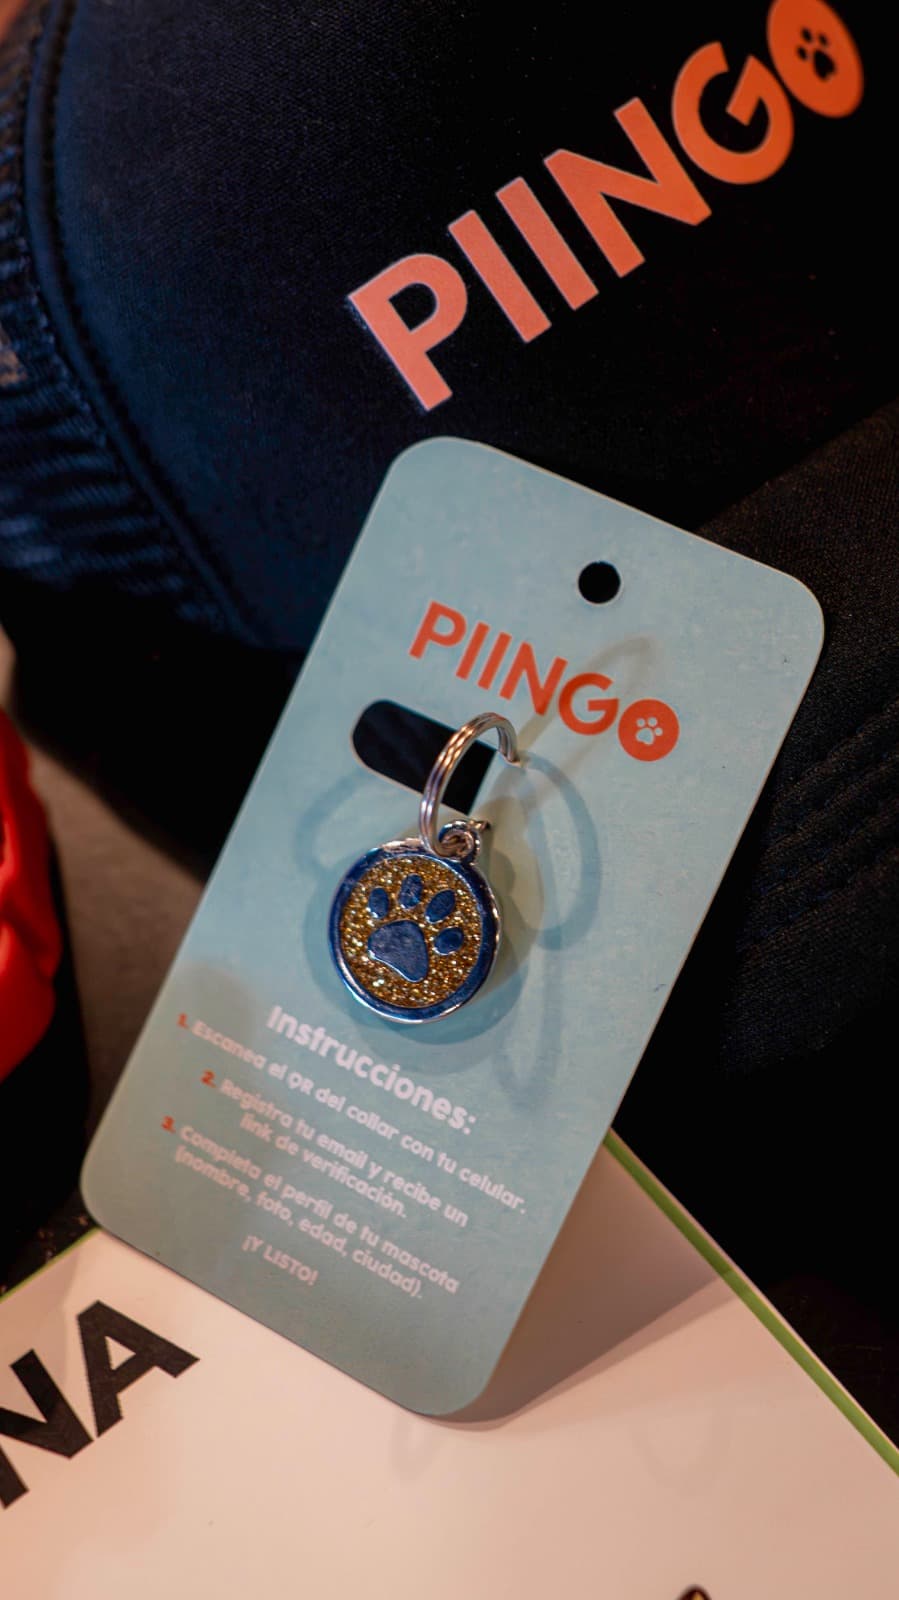 PIINGO
PIINGO
Instrucciones:
1. Escanea el QR del collar con tu celular.
2. Registra tu email y recibe un
link de verificación.
3. Completa el perfil de tu mascota
(nombre, foto, edad, ciudad).
¡Y LISTO!
NA